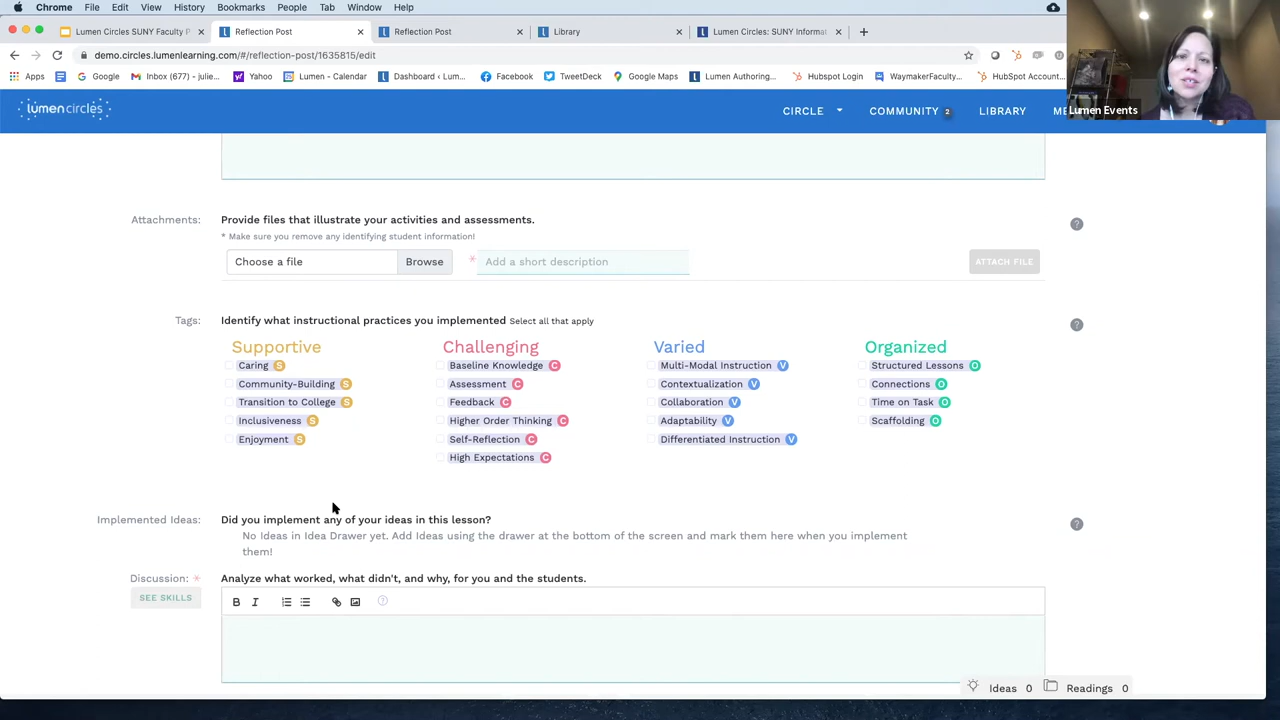 Chrome File Edit View History Bookmarks People Tab Window Help
Lumen Circles SUNY Faculty P Reflection Post Reflection Post Library Lumen Circles: SUNY Informat
demo.circles.lumenlearning.com/#/reflection-post/1635815/edit
Apps Google Inbox (677) - julie... Yahoo Lumen - Calendar Dashboard ‹ Lum... Facebook TweetDeck Google Maps Lumen Authoring... Hubspot Login WaymakerFaculty... HubSpot Account...
lumen circles CIRCLE COMMUNITY 2 LIBRARY ME Lumen Events
Attachments: Provide files that illustrate your activities and assessments.
* Make sure you remove any identifying student information!
Choose a file Browse * Add a short description ATTACH FILE
Tags: Identify what instructional practices you implemented Select all that apply
Supportive Challenging Varied Organized
Caring S Baseline Knowledge C Multi-Modal Instruction V Structured Lessons O
Community-Building S Assessment C Contextualization V Connections O
Transition to College S Feedback C Collaboration V Time on Task O
Inclusiveness S Higher Order Thinking C Adaptability V Scaffolding O
Enjoyment S Self-Reflection C Differentiated Instruction V
High Expectations C
Implemented Ideas: Did you implement any of your ideas in this lesson?
No Ideas in Idea Drawer yet. Add Ideas using the drawer at the bottom of the screen and mark them here when you implement
them!
Discussion: * Analyze what worked, what didn't, and why, for you and the students.
SEE SKILLS B I
Ideas 0 Readings 0